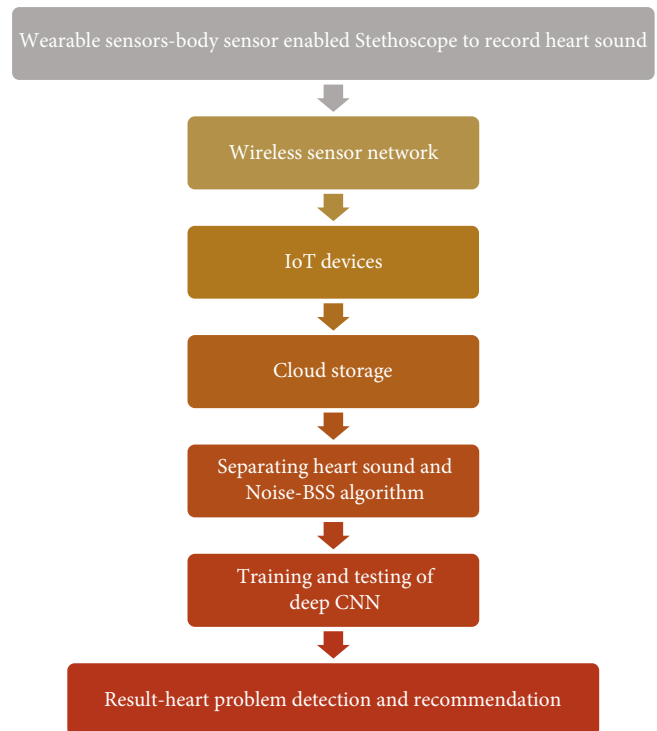 Wearable sensors-body sensor enabled Stethoscope to record heart sound
Wireless sensor network
IoT devices
Cloud storage
Separating heart sound and
Noise-BSS algorithm
Training and testing of
deep CNN
Result-heart problem detection and recommendation